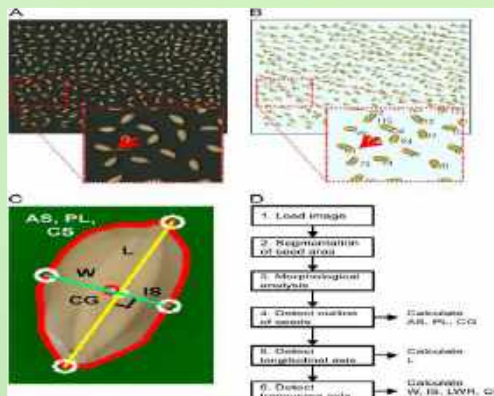 A
B
C
AS, PL,
CS
L
W
IS
CG
D
1. Load image
2. Segmentation
of seed area
3. Morphological
analysis
4. Detect outline
of seeds
Calculate
AS, PL, CG
5. Detect
longitudinal axis
Calculate
L
6. Detect
Calculate
W, IS, LWR,